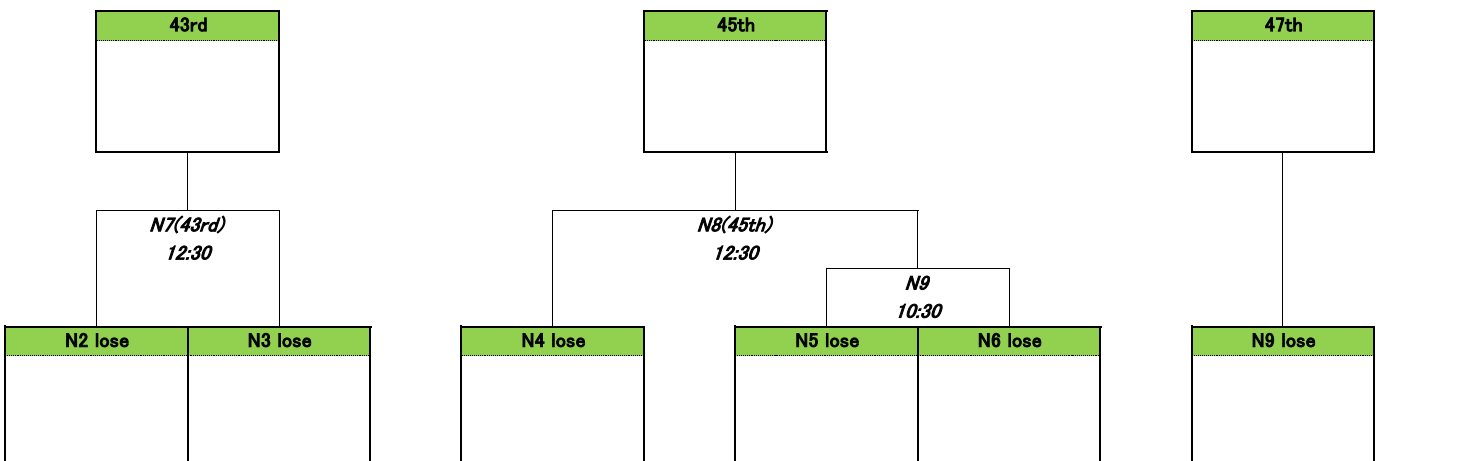 43rd
45th
47th
N7(43rd)
12:30
N8(45th)
12:30
N9
10:30
N2 lose
N3 lose
N4 lose
N5 lose
N6 lose
N9 lose